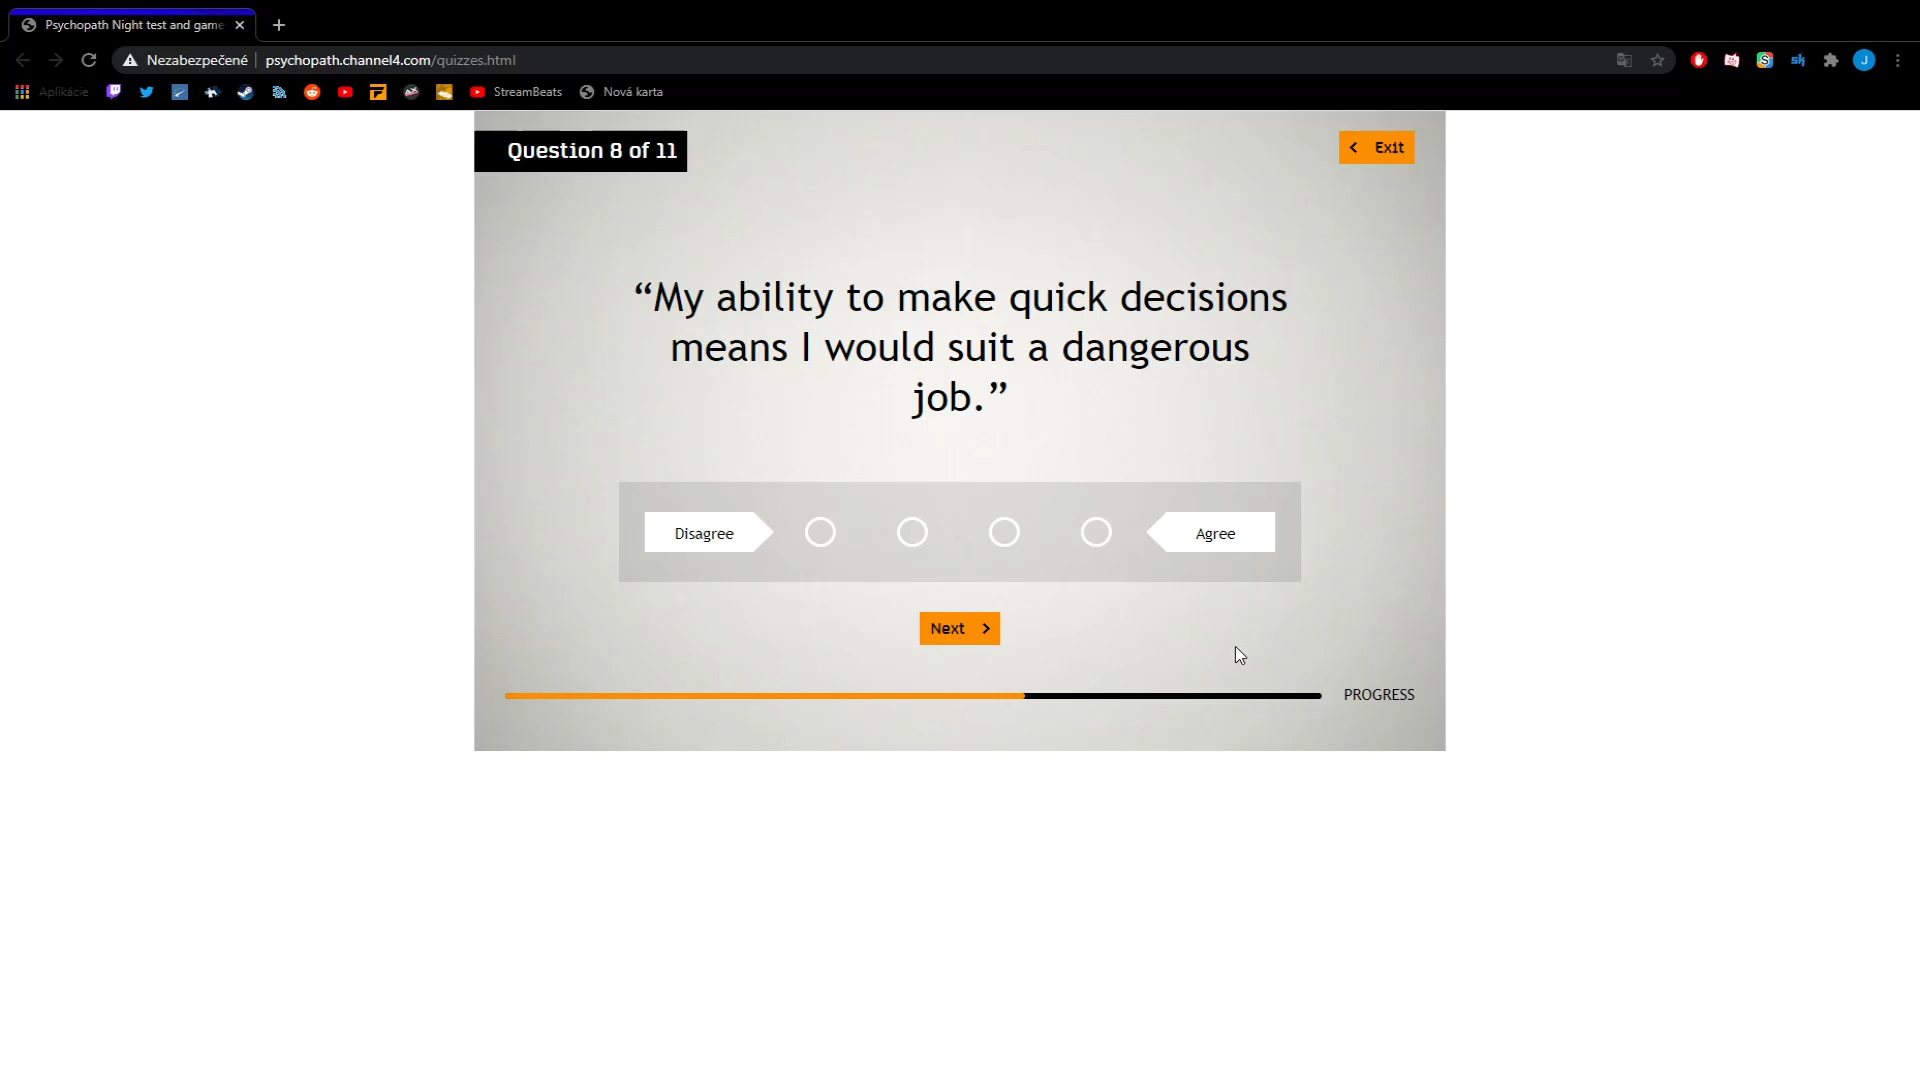 Psychopath Night test and game
Nezabezpečené
psychopath.channel4.com/quizzes.html
Aplikácie
StreamBeats
Nová karta
J
Question 8 of 11
Exit
“My ability to make quick decisions
means I would suit a dangerous
job.”
Disagree
Agree
Next
PROGRESS